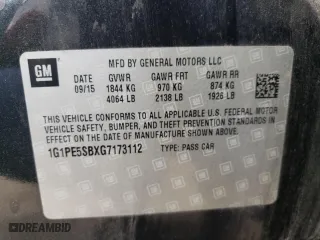 GM
MFD BY GENERAL MOTORS LLC
DATE GVWR GAWR FRT GAWR RR
09/15 1844 KG 970 KG 874 KG
4064 LB 2138 LB 1926 LB
THIS VEHICLE CONFORMS TO ALL APPLICABLE U.S. FEDERAL MOTOR
VEHICLE SAFETY, BUMPER, AND THEFT PREVENTION STANDARDS
IN EFFECT ON THE DATE OF MANUFACTURE SHOWN ABOVE.
1G1PE5SBXG7173112 TYPE: PASS CAR
DREAMBID